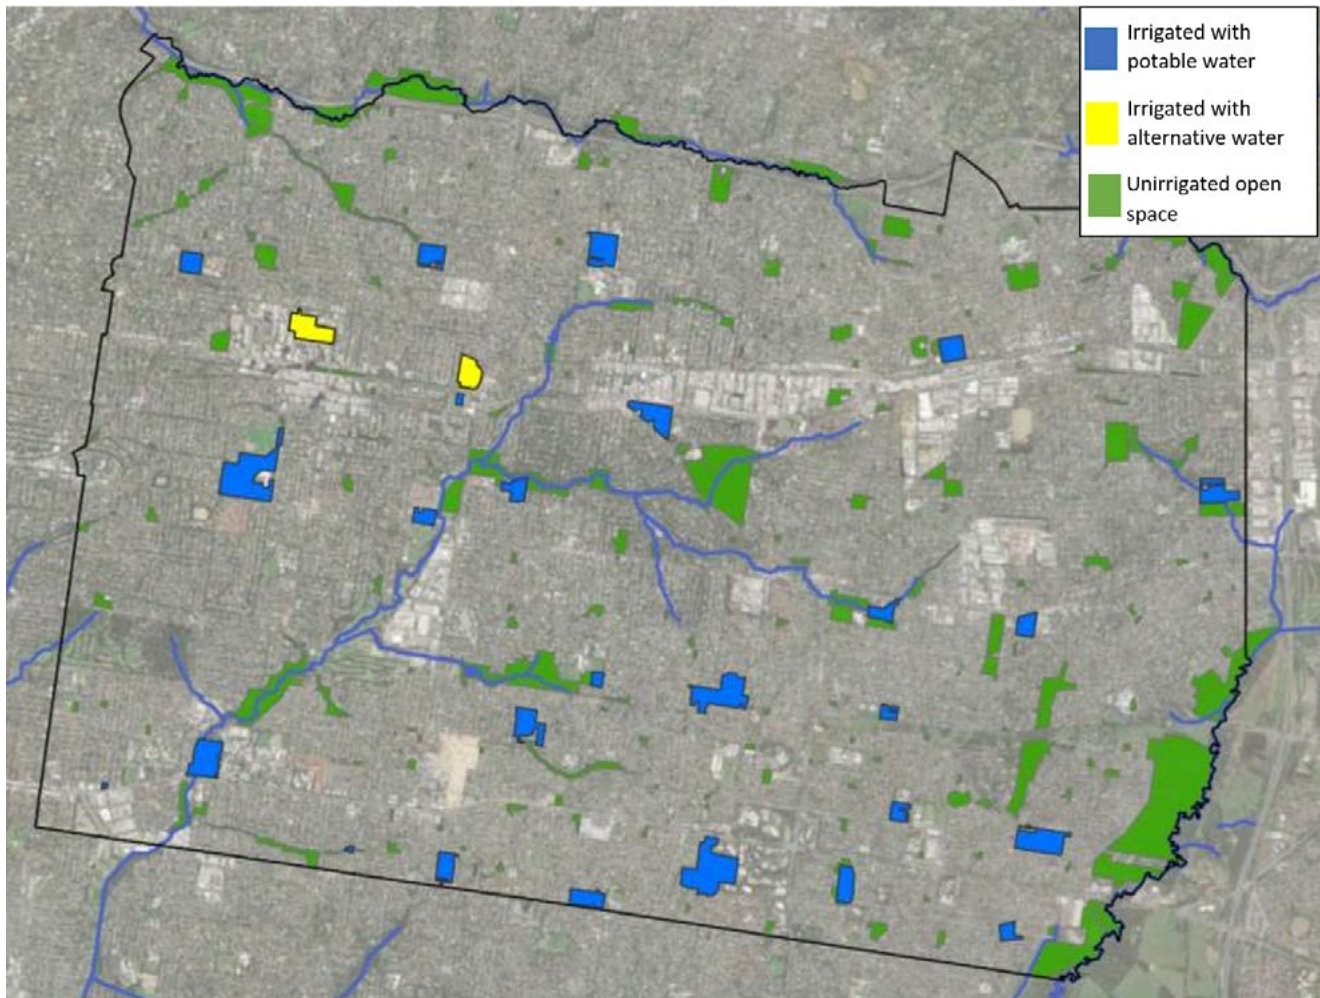 Irrigated with
potable water
Irrigated with
alternative water
Unirrigated open
space